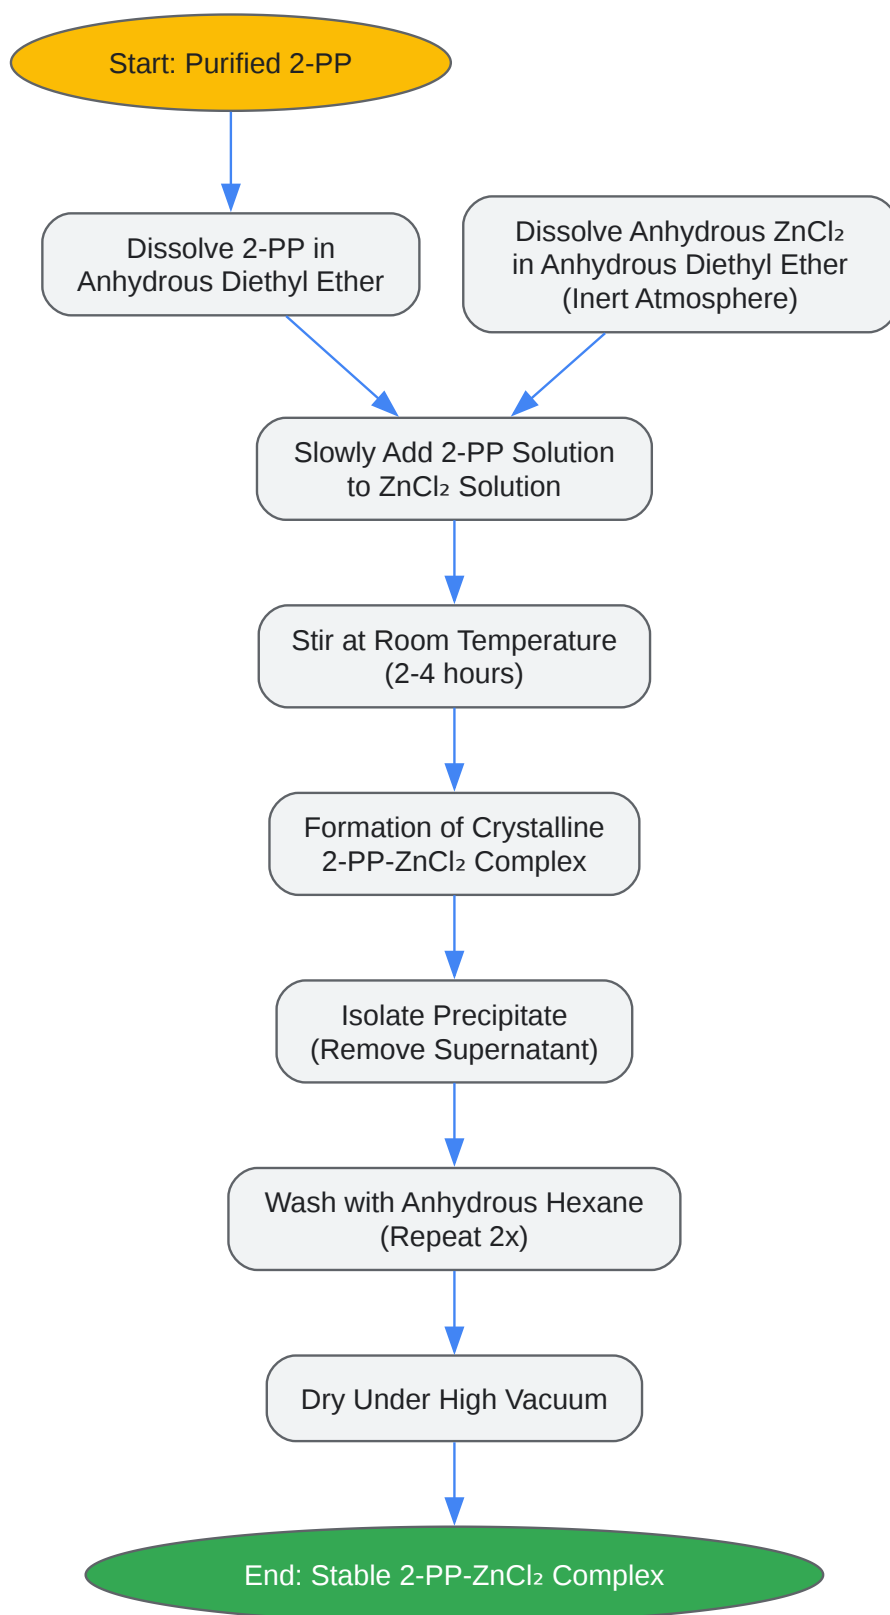 Start: Purified 2-PP
Dissolve 2-PP in
Anhydrous Diethyl Ether
Dissolve Anhydrous ZnCl₂
in Anhydrous Diethyl Ether
(Inert Atmosphere)
Slowly Add 2-PP Solution
to ZnCl₂ Solution
Stir at Room Temperature
(2-4 hours)
Formation of Crystalline
2-PP-ZnCl₂ Complex
Isolate Precipitate
(Remove Supernatant)
Wash with Anhydrous Hexane
(Repeat 2x)
Dry Under High Vacuum
End: Stable 2-PP-ZnCl₂ Complex